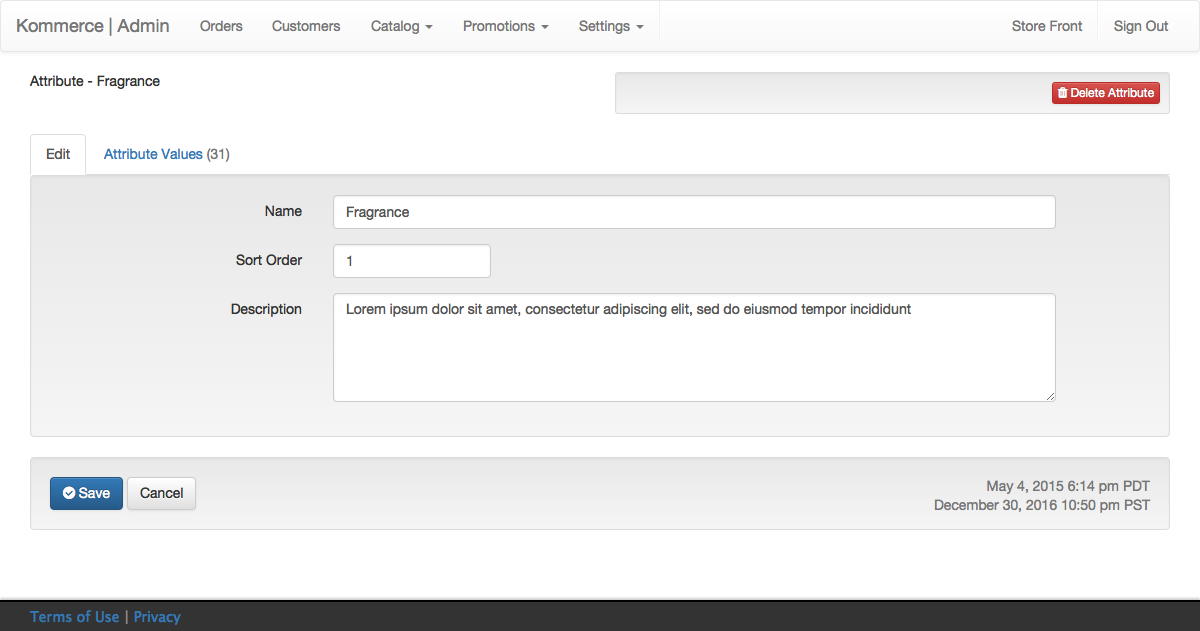 Kommerce | Admin Orders Customers Catalog Promotions Settings Store Front Sign Out
Attribute - Fragrance Delete Attribute
Edit Attribute Values (31)
Name Fragrance
Sort Order 1
Description Lorem ipsum dolor sit amet, consectetur adipiscing elit, sed do eiusmod tempor incididunt
Save Cancel May 4, 2015 6:14 pm PDT
December 30, 2016 10:50 pm PST
Terms of Use | Privacy